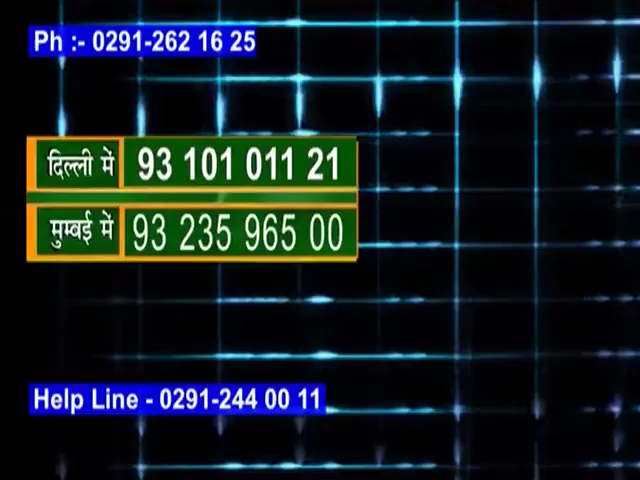 Ph :- 0291-262 16 25
दिल्ली में 93 101 011 21
मुम्बई में 93 235 965 00
Help Line - 0291-244 00 11